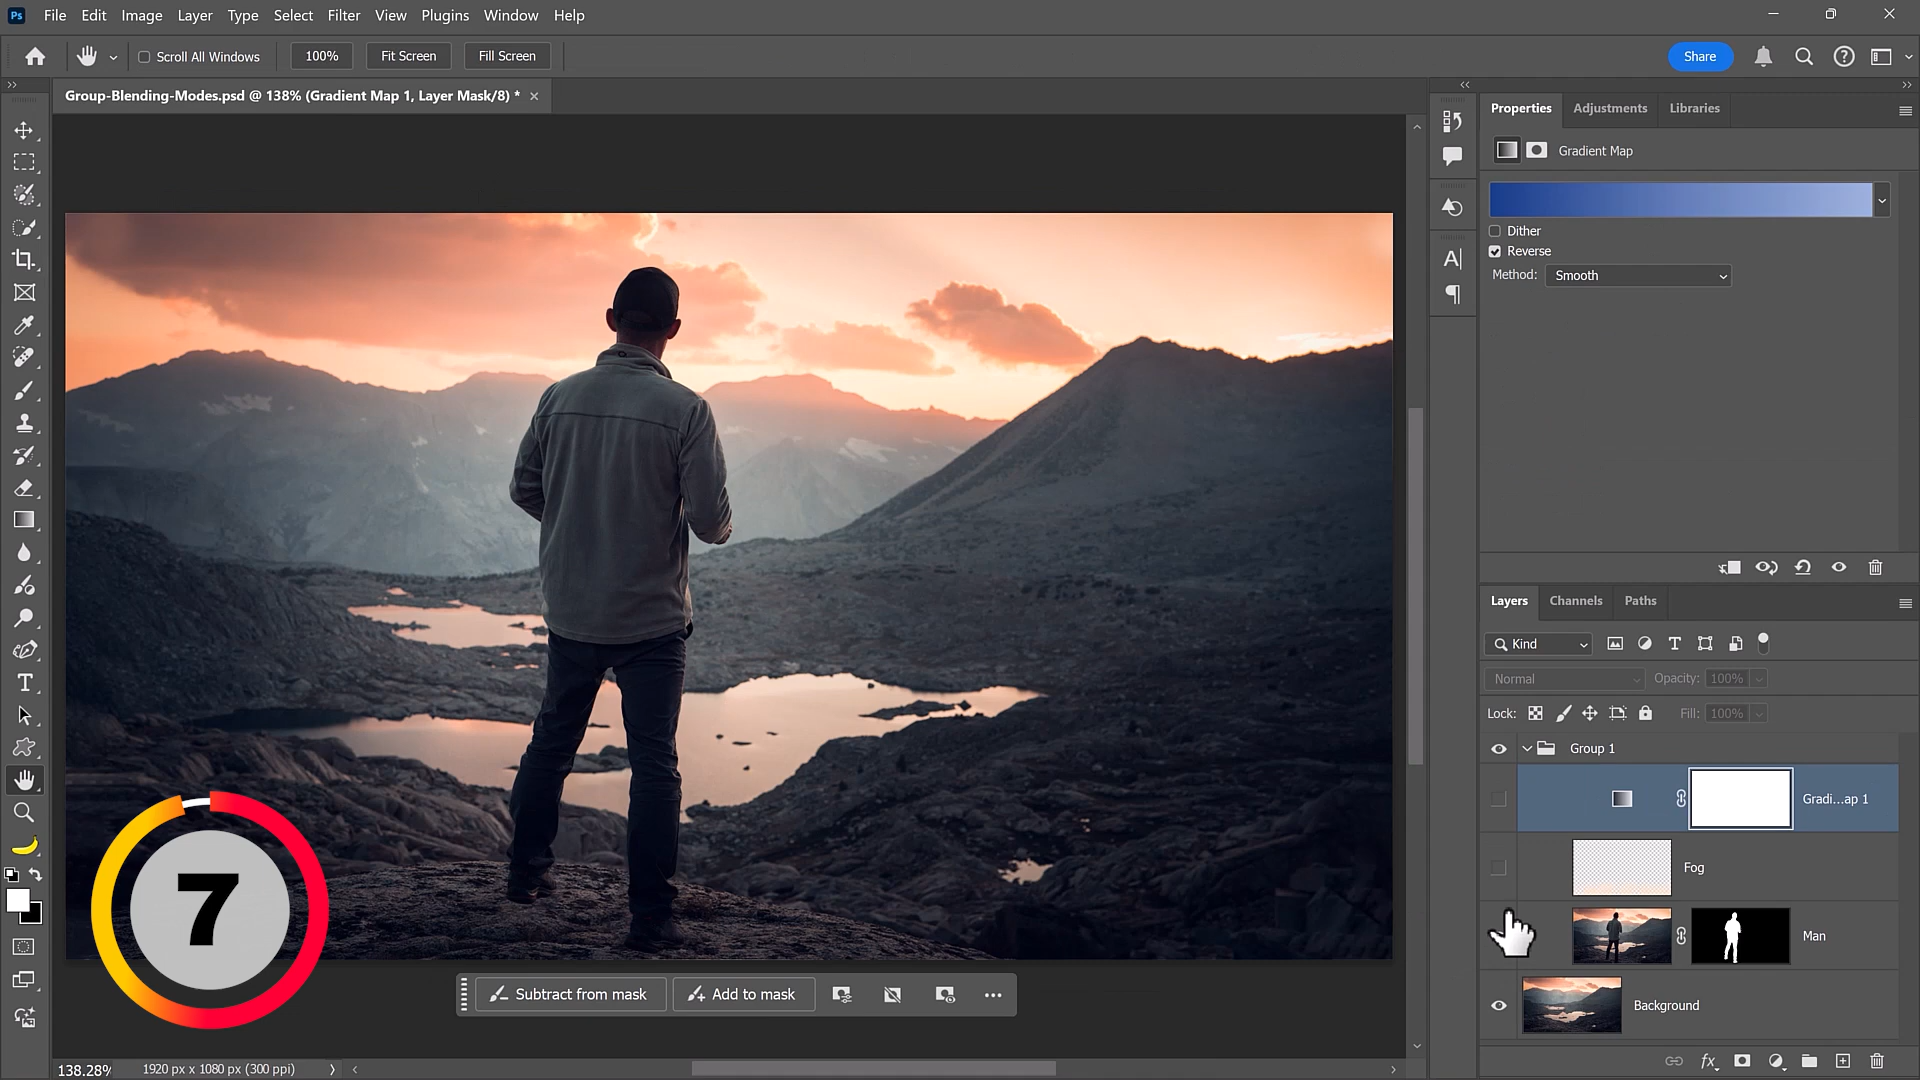 Ps File Edit Image Layer Type Select Filter View Plugins Window Help
Scroll All Windows 100% Fit Screen Fill Screen Share
Group-Blending-Modes.psd @ 138% (Gradient Map 1, Layer Mask/8) *
Properties Adjustments Libraries
Gradient Map
Dither
Reverse
Method: Smooth
Layers Channels Paths
Kind
Normal Opacity: 100%
Lock: Fill: 100%
Group 1
Gradi...ap 1
Fog
Man
Background
7
Subtract from mask Add to mask
138.28% 1920 px x 1080 px (300 ppi)